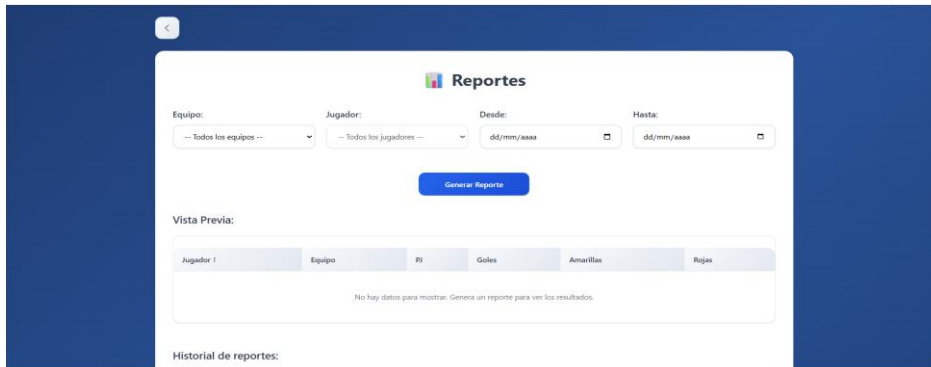 Reportes
Equipo: Jugador: Desde: Hasta:
-- Todos los equipos -- -- Todos los jugadores -- dd/mm/aaaa dd/mm/aaaa
Generar Reporte
Vista Previa:
Jugador ↑ Equipo PJ Goles Amarillas Rojas
No hay datos para mostrar. Genera un reporte para ver los resultados.
Historial de reportes: